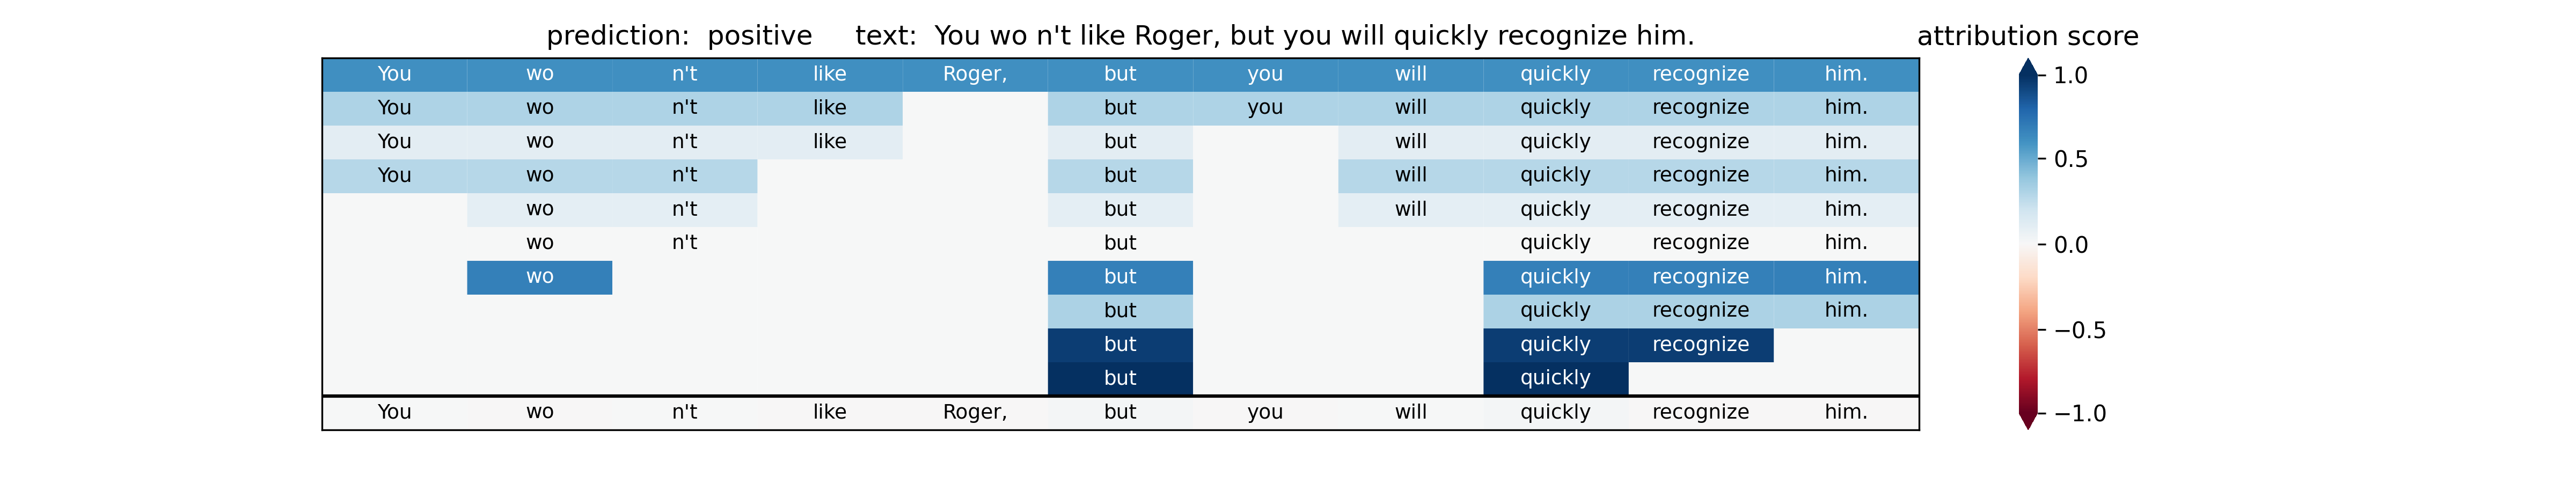 prediction: positive text: You wo n't like Roger, but you will quickly recognize him.
attribution score
You wo n't like Roger, but you will quickly recognize him.
You wo n't like but you will quickly recognize him.
You wo n't like but will quickly recognize him.
You wo n't but will quickly recognize him.
wo n't but will quickly recognize him.
wo n't but quickly recognize him.
wo but quickly recognize him.
but quickly recognize him.
but quickly recognize
but quickly
You wo n't like Roger, but you will quickly recognize him.
1.0
0.5
0.0
−0.5
−1.0